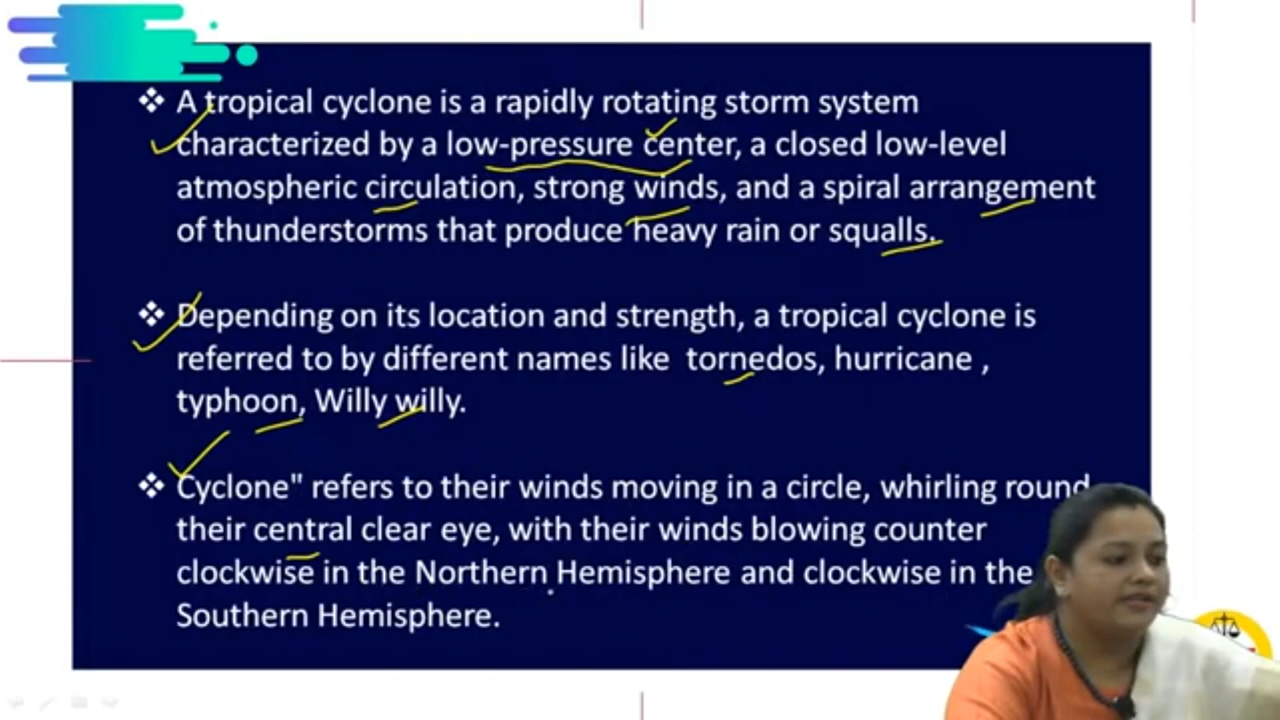 ❖ A tropical cyclone is a rapidly rotating storm system
characterized by a low-pressure center, a closed low-level
atmospheric circulation, strong winds, and a spiral arrangement
of thunderstorms that produce heavy rain or squalls.
❖ Depending on its location and strength, a tropical cyclone is
referred to by different names like tornedos, hurricane ,
typhoon, Willy willy.
❖ Cyclone" refers to their winds moving in a circle, whirling round
their central clear eye, with their winds blowing counter
clockwise in the Northern Hemisphere and clockwise in the
Southern Hemisphere.